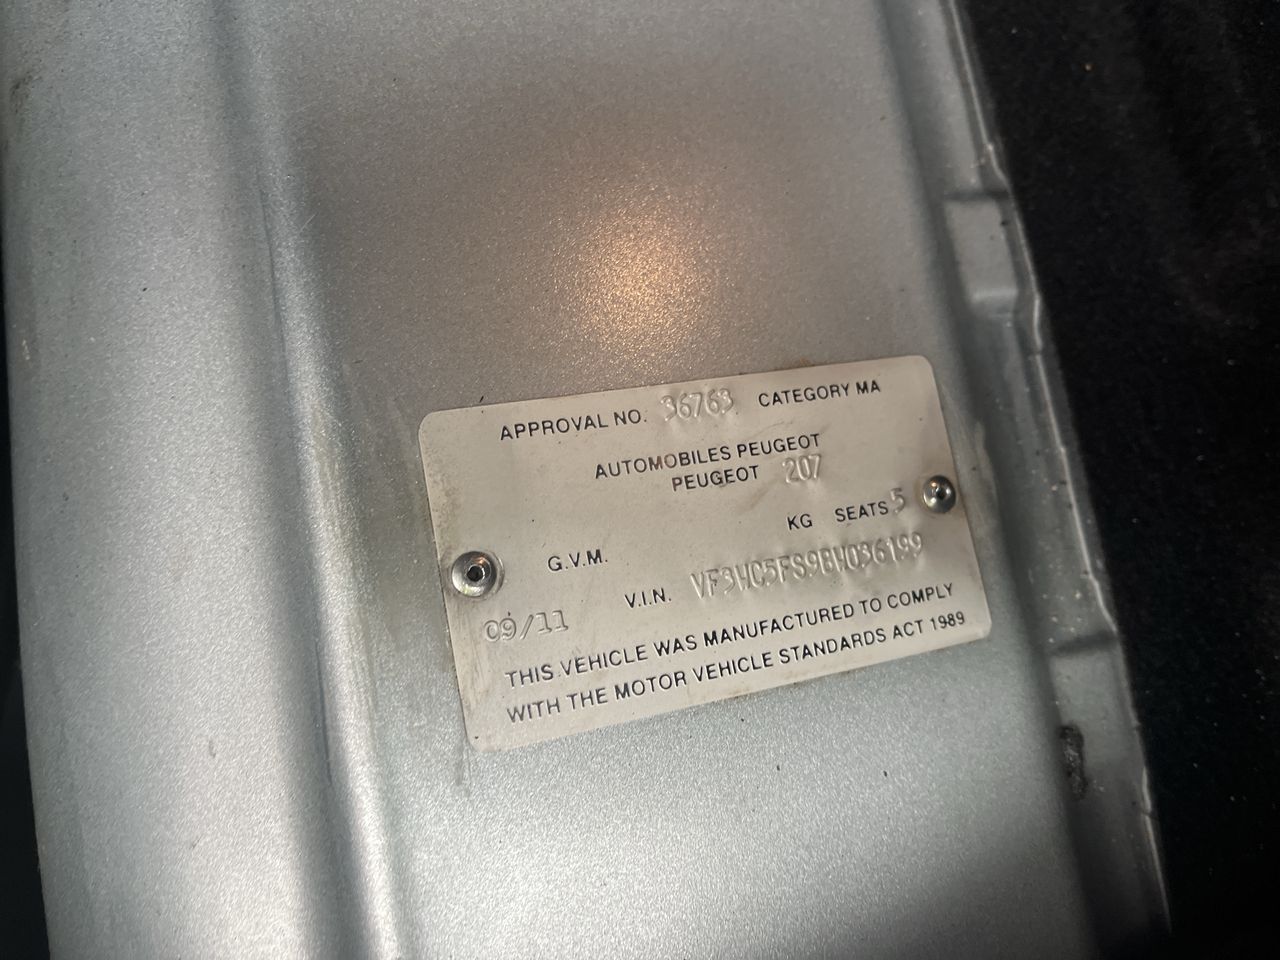 APPROVAL NO. 36763 CATEGORY MA
AUTOMOBILES PEUGEOT
PEUGEOT 207
KG SEATS 5
G.V.M.
V.I.N. VF3WC5FS9BW036199
09/11
THIS VEHICLE WAS MANUFACTURED TO COMPLY
WITH THE MOTOR VEHICLE STANDARDS ACT 1989